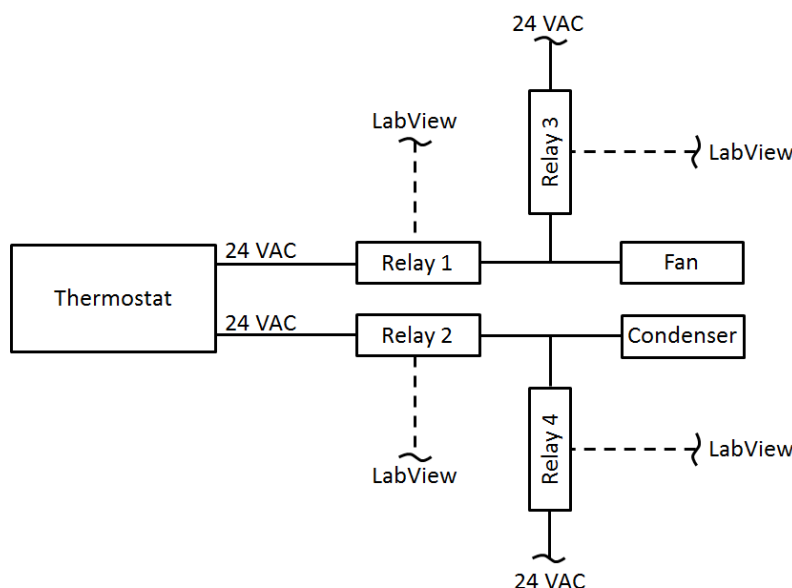 24 VAC
LabView
Relay 3
LabView
24 VAC
Relay 1
Fan
Thermostat
24 VAC
Relay 2
Condenser
Relay 4
LabView
LabView
24 VAC